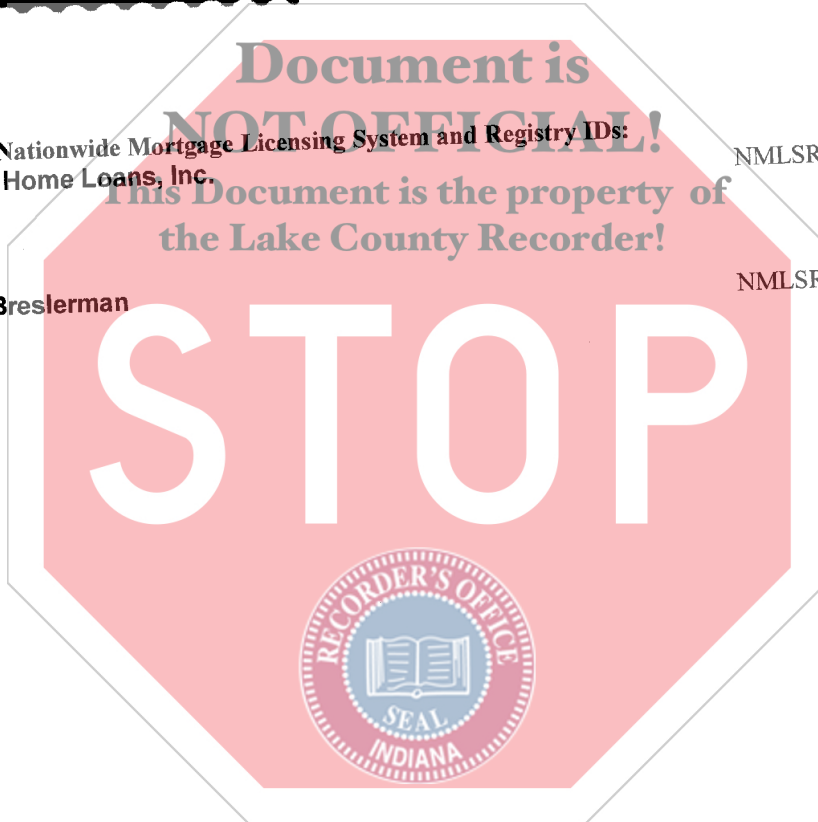 Document is
NOT OFFICIAL!
Nationwide Mortgage Licensing System and Registry IDs:
NMLSR
Home Loans, Inc.
This Document is the property of
the Lake County Recorder!
NMLSR
Breslerman
STOP
RECORDER'S OFFICE
SEAL
INDIANA